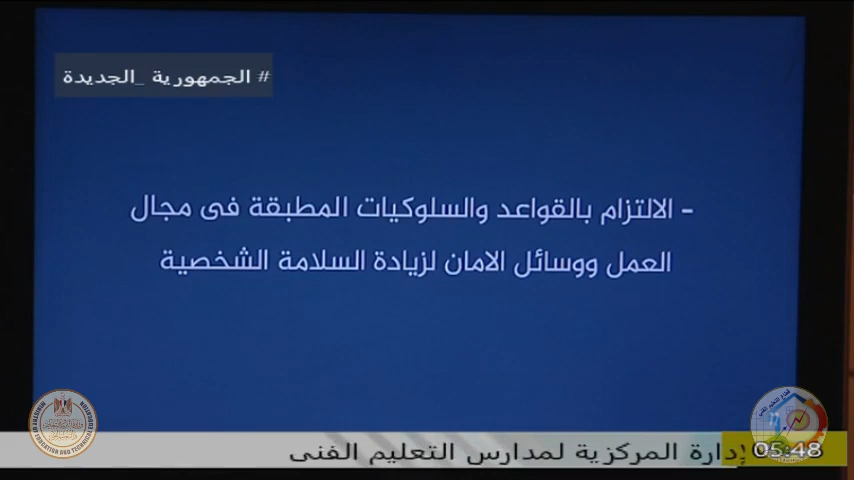 # الجمهورية _الجديدة
- الالتزام بالقواعد والسلوكيات المطبقة فى مجال
العمل ووسائل الامان لزيادة السلامة الشخصية
لإدارة المركزية لمدارس التعليم الفنى
05:48